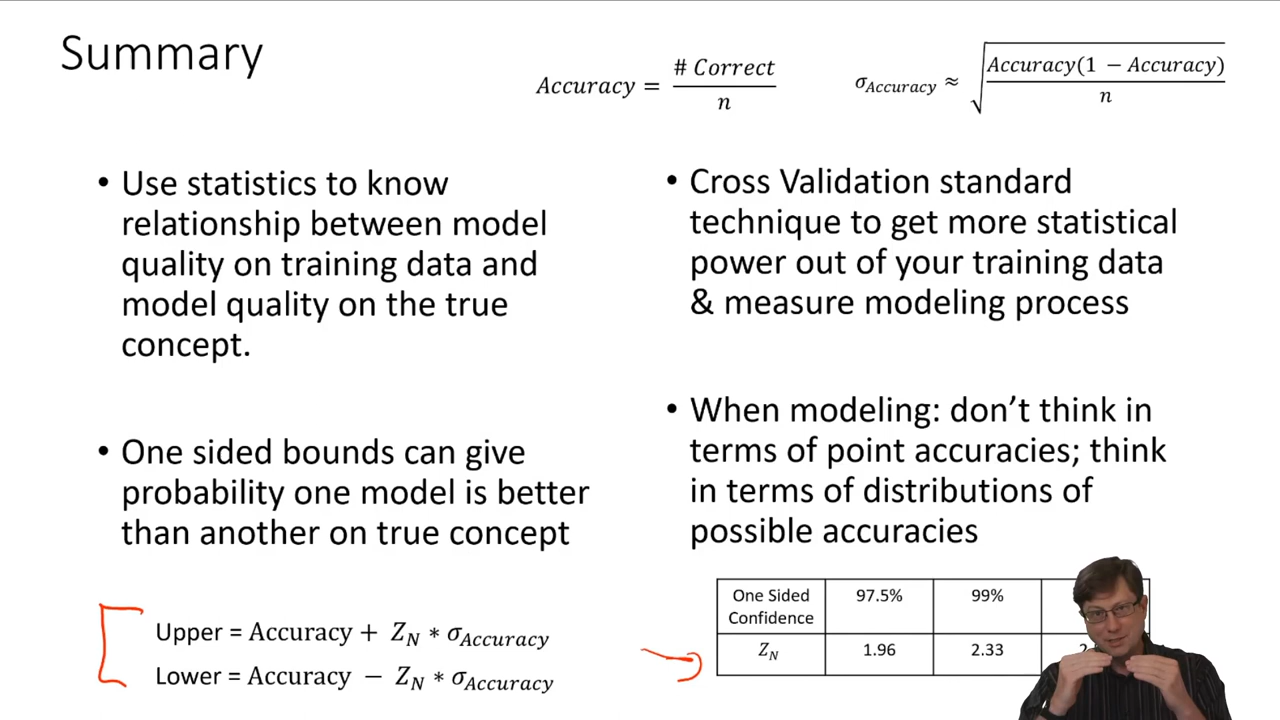 Summary
Accuracy = # Correct / n
σ_Accuracy ≈ √(Accuracy(1 − Accuracy) / n)
• Use statistics to know
relationship between model
quality on training data and
model quality on the true
concept.
• One sided bounds can give
probability one model is better
than another on true concept
Upper = Accuracy + Z_N * σ_Accuracy
Lower = Accuracy − Z_N * σ_Accuracy
• Cross Validation standard
technique to get more statistical
power out of your training data
& measure modeling process
• When modeling: don’t think in
terms of point accuracies; think
in terms of distributions of
possible accuracies
One Sided
Confidence
97.5%
99%
Z_N
1.96
2.33